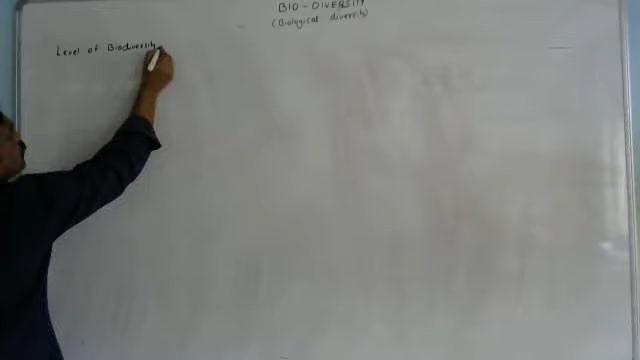 BIO - DIVERSITY
(Biological diversity)
Level of Biodiversity